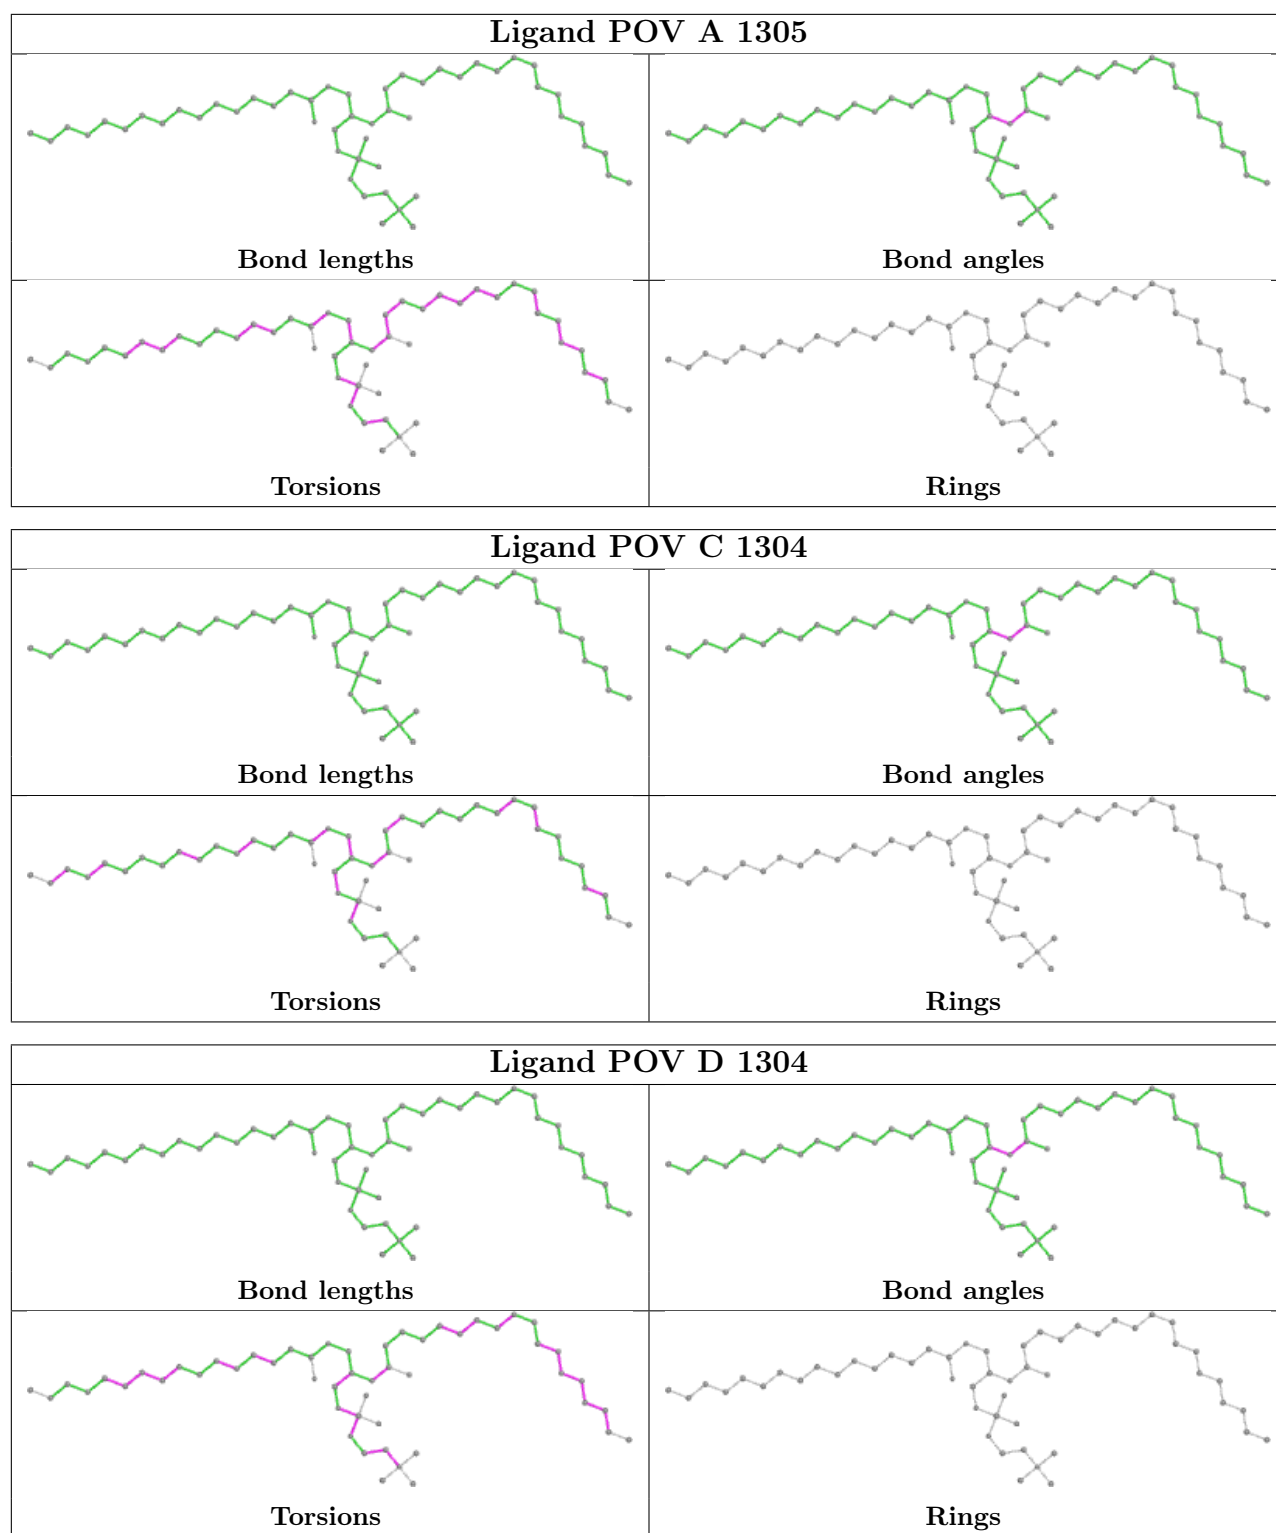 Ligand POV A 1305
Bond lengths
Bond angles
Torsions
Rings
Ligand POV C 1304
Bond lengths
Bond angles
Torsions
Rings
Ligand POV D 1304
Bond lengths
Bond angles
Torsions
Rings